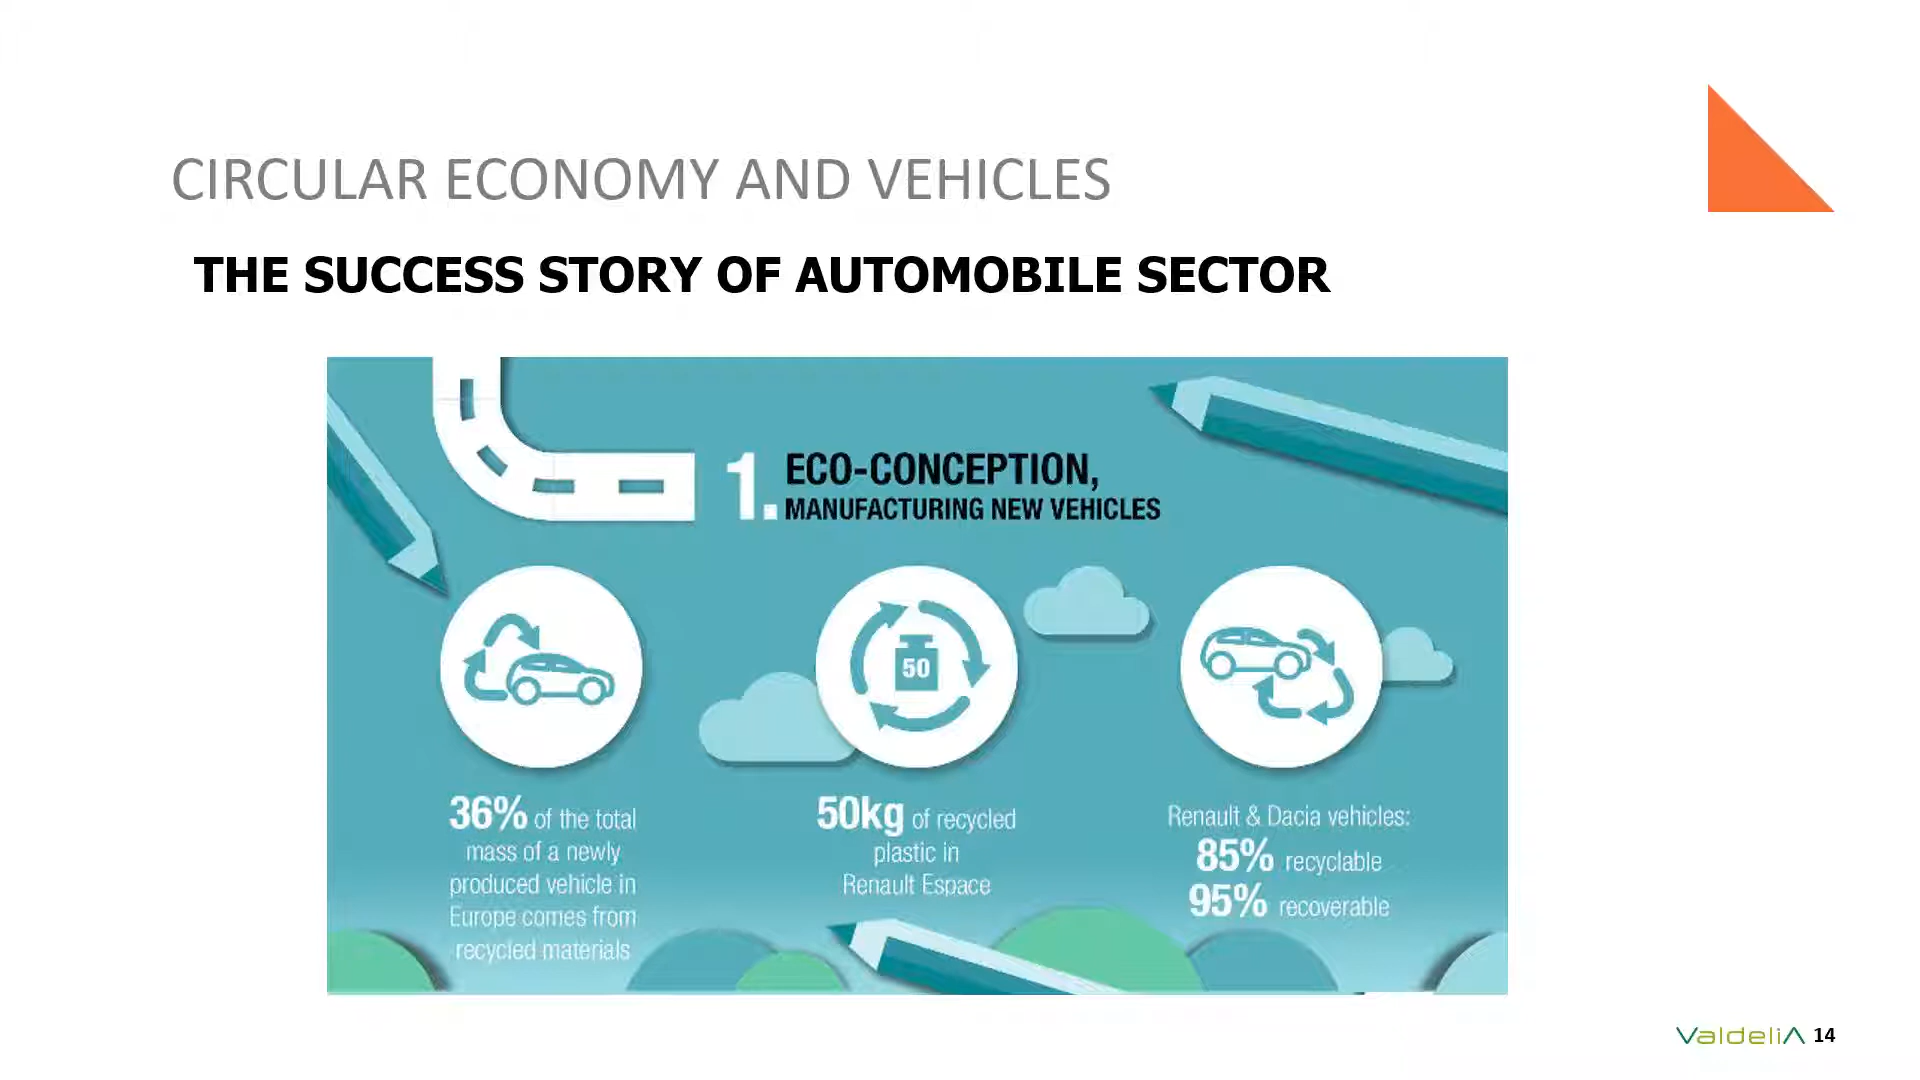 CIRCULAR ECONOMY AND VEHICLES
THE SUCCESS STORY OF AUTOMOBILE SECTOR
1. ECO-CONCEPTION,
MANUFACTURING NEW VEHICLES
50
36% of the total
mass of a newly
produced vehicle in
Europe comes from
recycled materials
50kg of recycled
plastic in
Renault Espace
Renault & Dacia vehicles:
85% recyclable
95% recoverable
Valdelia 14